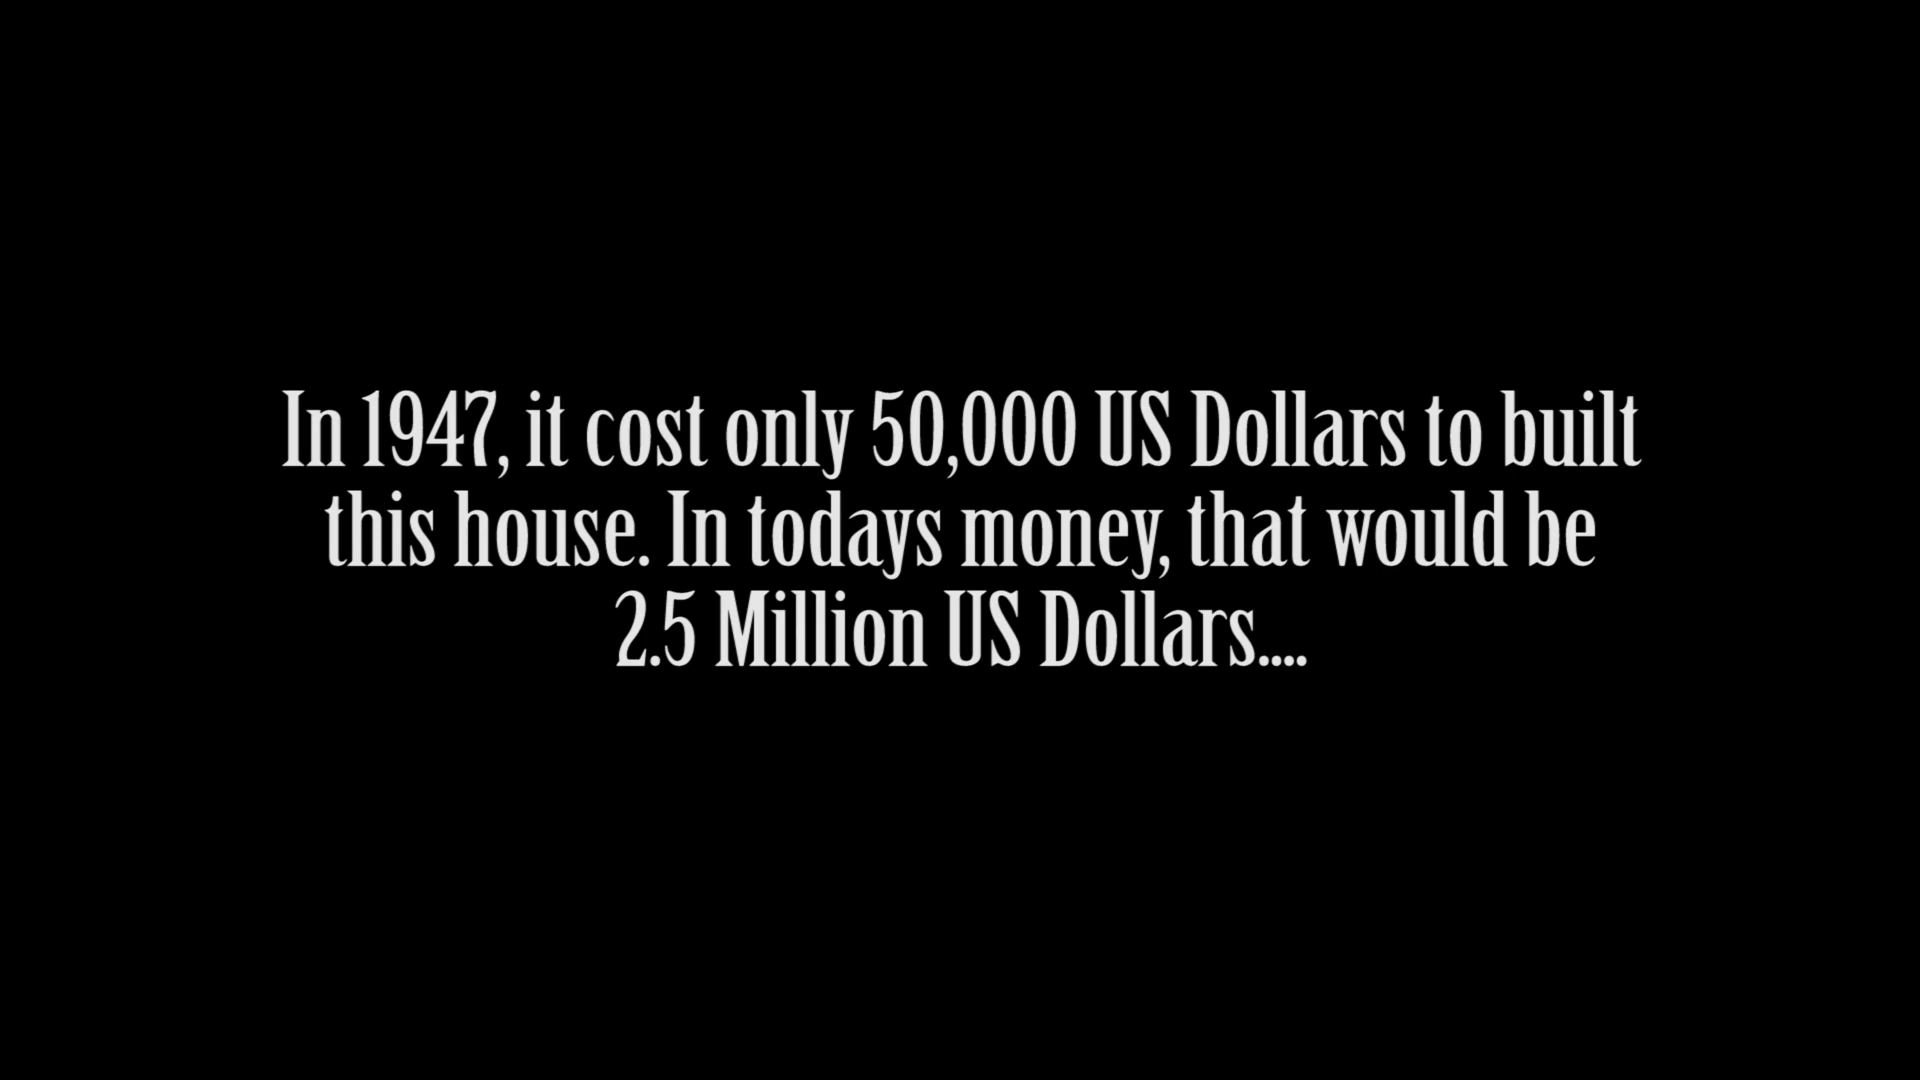 In 1947, it cost only 50,000 US Dollars to built
this house. In todays money, that would be
2.5 Million US Dollars....